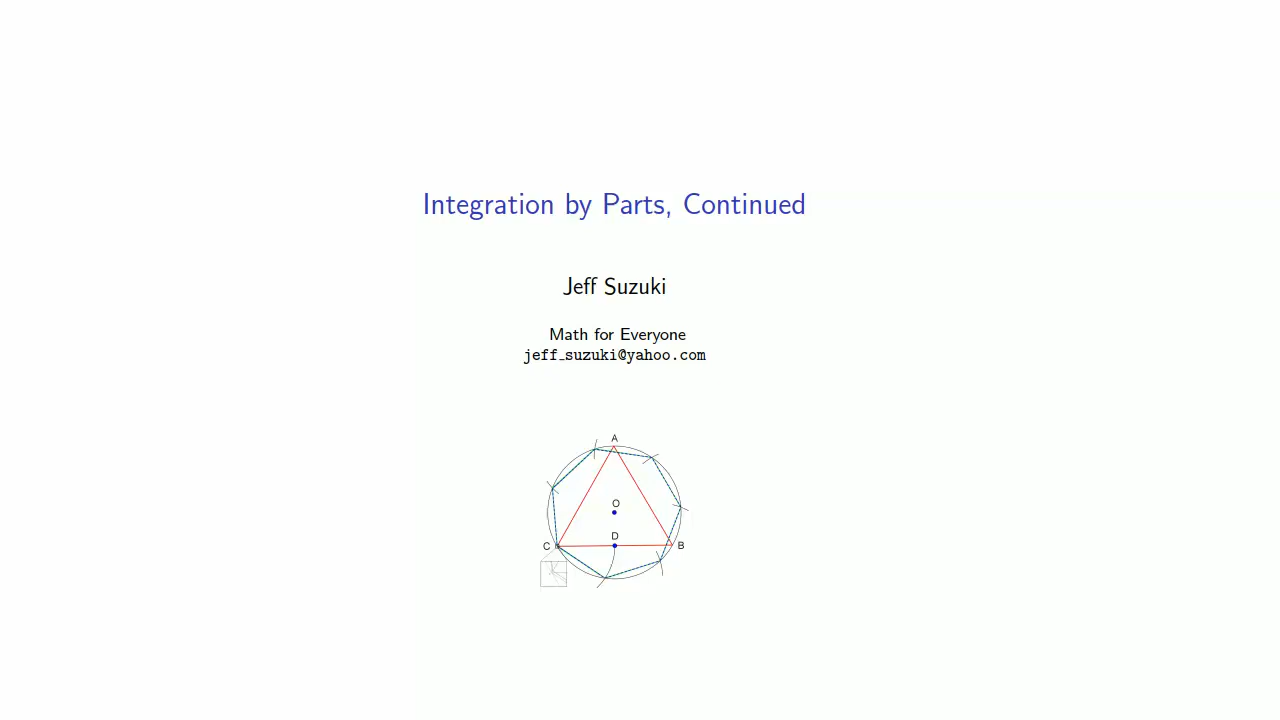 Integration by Parts, Continued
Jeff Suzuki
Math for Everyone
jeff_suzuki@yahoo.com
A
O
D
C
B